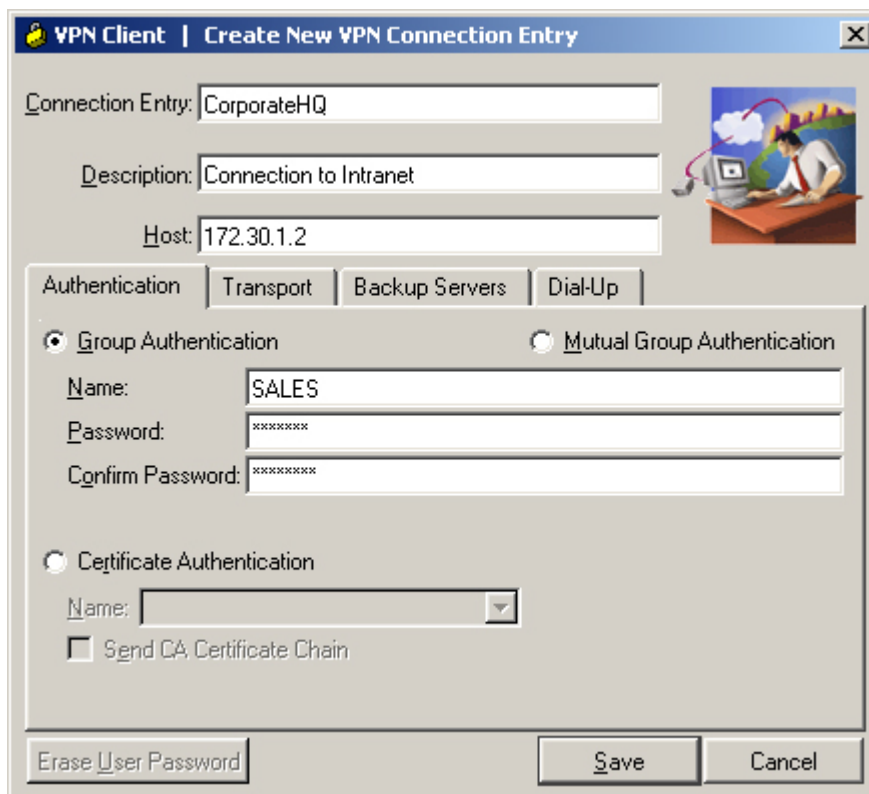 VPN Client | Create New VPN Connection Entry
Connection Entry: CorporateHQ
Description: Connection to Intranet
Host: 172.30.1.2
Authentication Transport Backup Servers Dial-Up
Group Authentication Mutual Group Authentication
Name: SALES
Password: *******
Confirm Password: ********
Certificate Authentication
Name:
Send CA Certificate Chain
Erase User Password Save Cancel